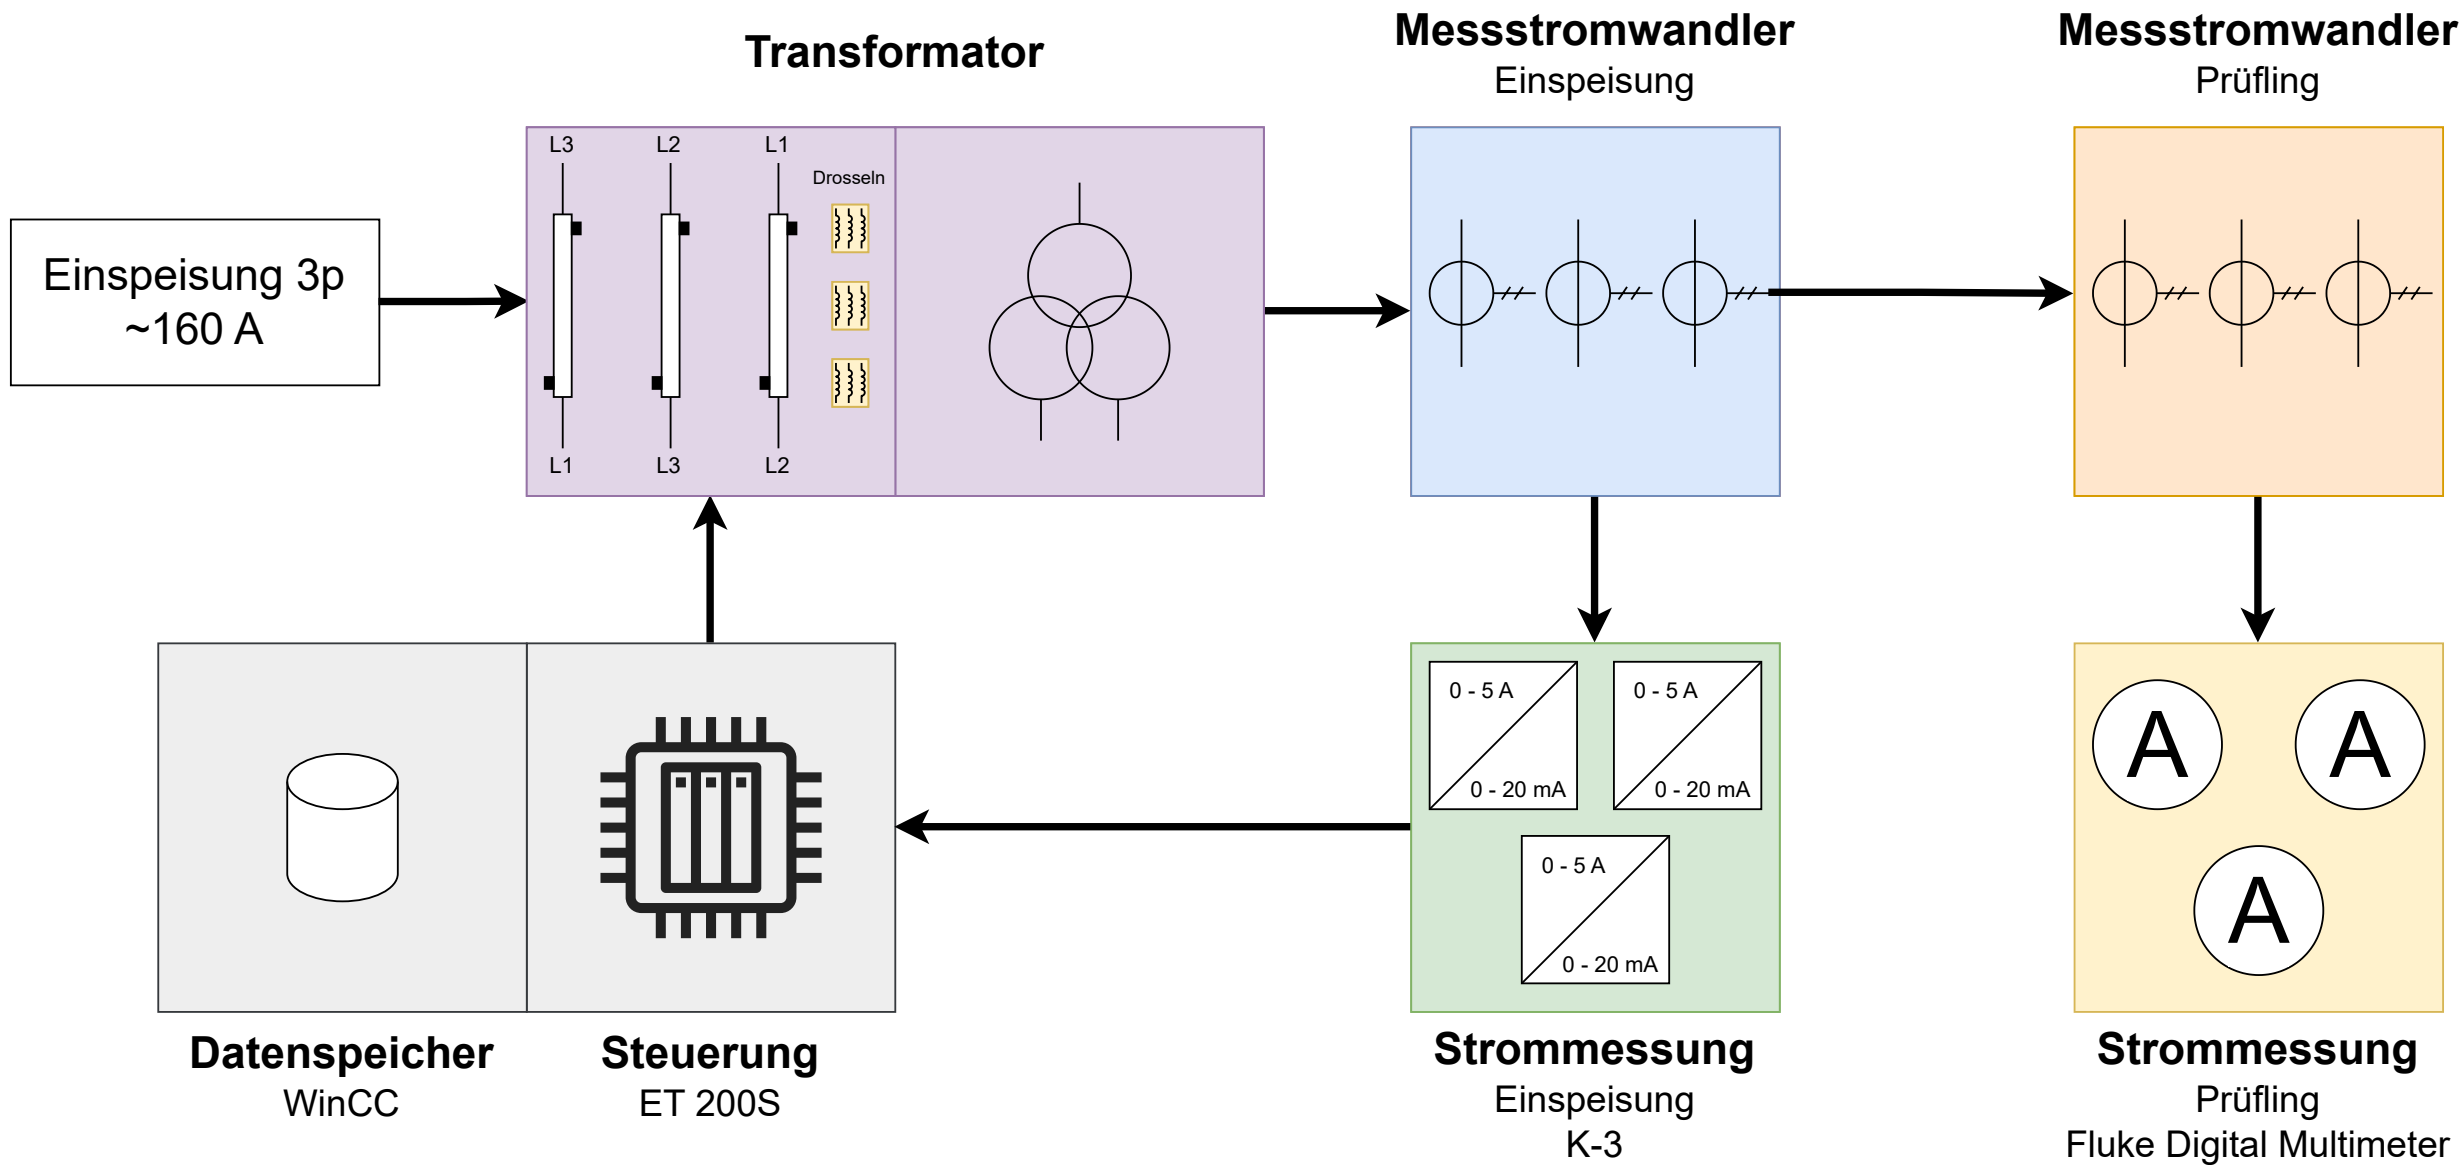 Transformator
Messstromwandler
Einspeisung
Messstromwandler
Prüfling
L3 L2 L1
Drosseln
Einspeisung 3p
~160 A
L1 L3 L2
0 - 5 A
0 - 20 mA
0 - 5 A
0 - 20 mA
0 - 5 A
0 - 20 mA
A A
A
Datenspeicher
WinCC
Steuerung
ET 200S
Strommessung
Einspeisung
K-3
Strommessung
Prüfling
Fluke Digital Multimeter